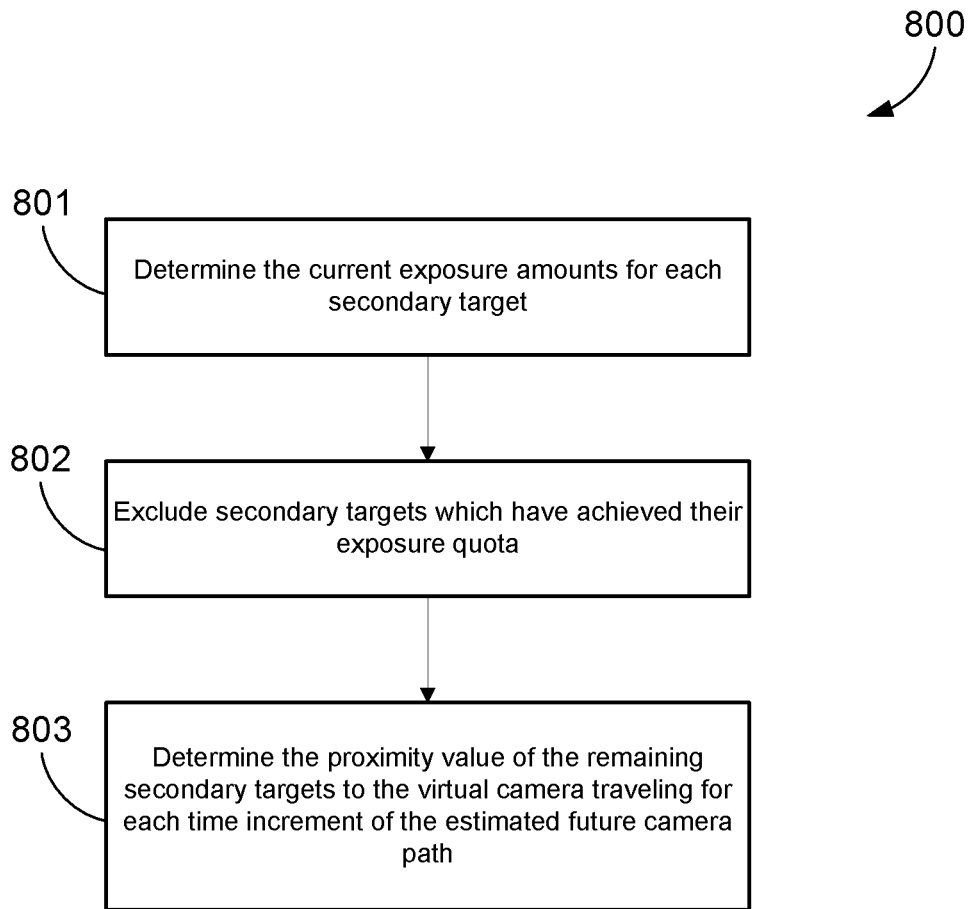 800
801
Determine the current exposure amounts for each
secondary target
802
Exclude secondary targets which have achieved their
exposure quota
803
Determine the proximity value of the remaining
secondary targets to the virtual camera traveling for
each time increment of the estimated future camera
path